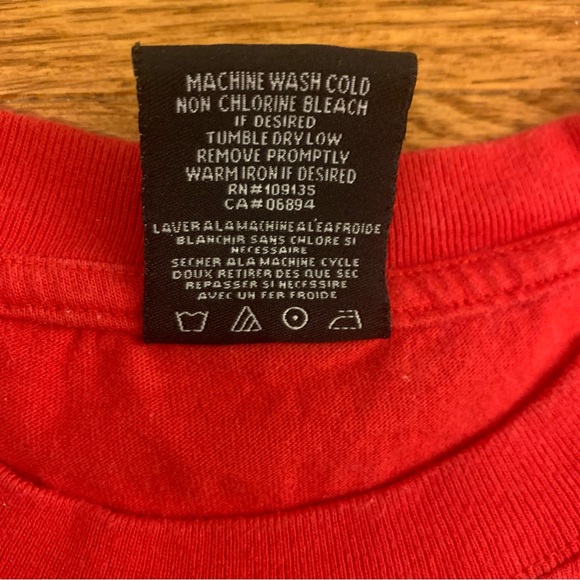 MACHINE WASH COLD
NON CHLORINE BLEACH
IF DESIRED
TUMBLE DRY LOW
REMOVE PROMPTLY
WARM IRON IF DESIRED
RN#109135
CA#06894
LAVER A LA MACHINE A L'EAFROIDE
BLANCHIR SANS CHLORE SI
NECESSAIRE
SECHER A LA MACHINE CYCLE
DOUX RETIRER DES QUE SEC
REPASSER SI NECESSIRE
AVEC UN FER FROIDE